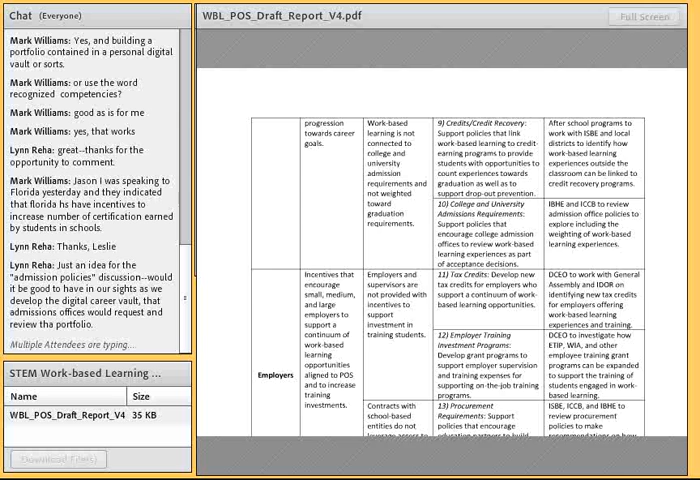 Chat (Everyone)
Mark Williams: Yes, and building a
portfolio contained in a personal digital
vault or sorts.
Mark Williams: or use the word
recognized competencies?
Mark Williams: good as is for me
Mark Williams: yes, that works
Lynn Reha: great--thanks for the
opportunity to comment.
Mark Williams: Jason I was speaking to
Florida yesterday and they indicated
that florida hs have incentives to
increase number of certification earned
by students in schools.
Lynn Reha: Thanks, Leslie
Lynn Reha: Just an idea for the
"admission policies" discussion--would
it be good to have in our sights as we
develop the digital career vault, that
admissions offices would request and
review tha portfolio.
Multiple Attendees are typing...
STEM Work-based Learning ...
Name Size
WBL_POS_Draft_Report_V4 35 KB
Download File(s)
WBL_POS_Draft_Report_V4.pdf
Full Screen
progression
towards career
goals.
Work-based
learning is not
connected to
college and
university
admission
requirements and
not weighted
toward
graduation
requirements.
9) Credits/Credit Recovery:
Support policies that link
work-based learning to credit-
earning programs to provide
students with opportunities to
count experiences towards
graduation as well as to
support drop-out prevention.
After school programs to
work with ISBE and local
districts to identify how
work-based learning
experiences outside the
classroom can be linked to
credit recovery programs.
10) College and University
Admissions Requirements:
Support policies that
encourage college admission
offices to review work-based
learning experiences as part
of acceptance decisions.
IBHE and ICCB to review
admission office policies to
explore including the
weighting of work-based
learning experiences.
Employers
Incentives that
encourage
small, medium,
and large
employers to
support a
continuum of
work-based
learning
opportunities
aligned to POS
and to increase
training
investments.
Employers and
supervisors are
not provided with
incentives to
support
investment in
training students.
11) Tax Credits: Develop new
tax credits for employers who
support a continuum of work-
based learning opportunities.
DCEO to work with General
Assembly and IDOR on
identifying new tax credits
for employers offering
work-based learning
experiences and training.
12) Employer Training
Investment Programs:
Develop grant programs to
support employer supervision
and training expenses for
supporting on-the-job training
programs.
DCEO to investigate how
ETIP, WIA, and other
employee training grant
programs can be expanded
to support the training of
students engaged in work-
based learning.
Contracts with
school-based
entities do not
leverage access to
13) Procurement
Requirements: Support
policies that encourage
education partners to build
ISBE, ICCB, and IBHE to
review procurement
policies to make
recommendations on how